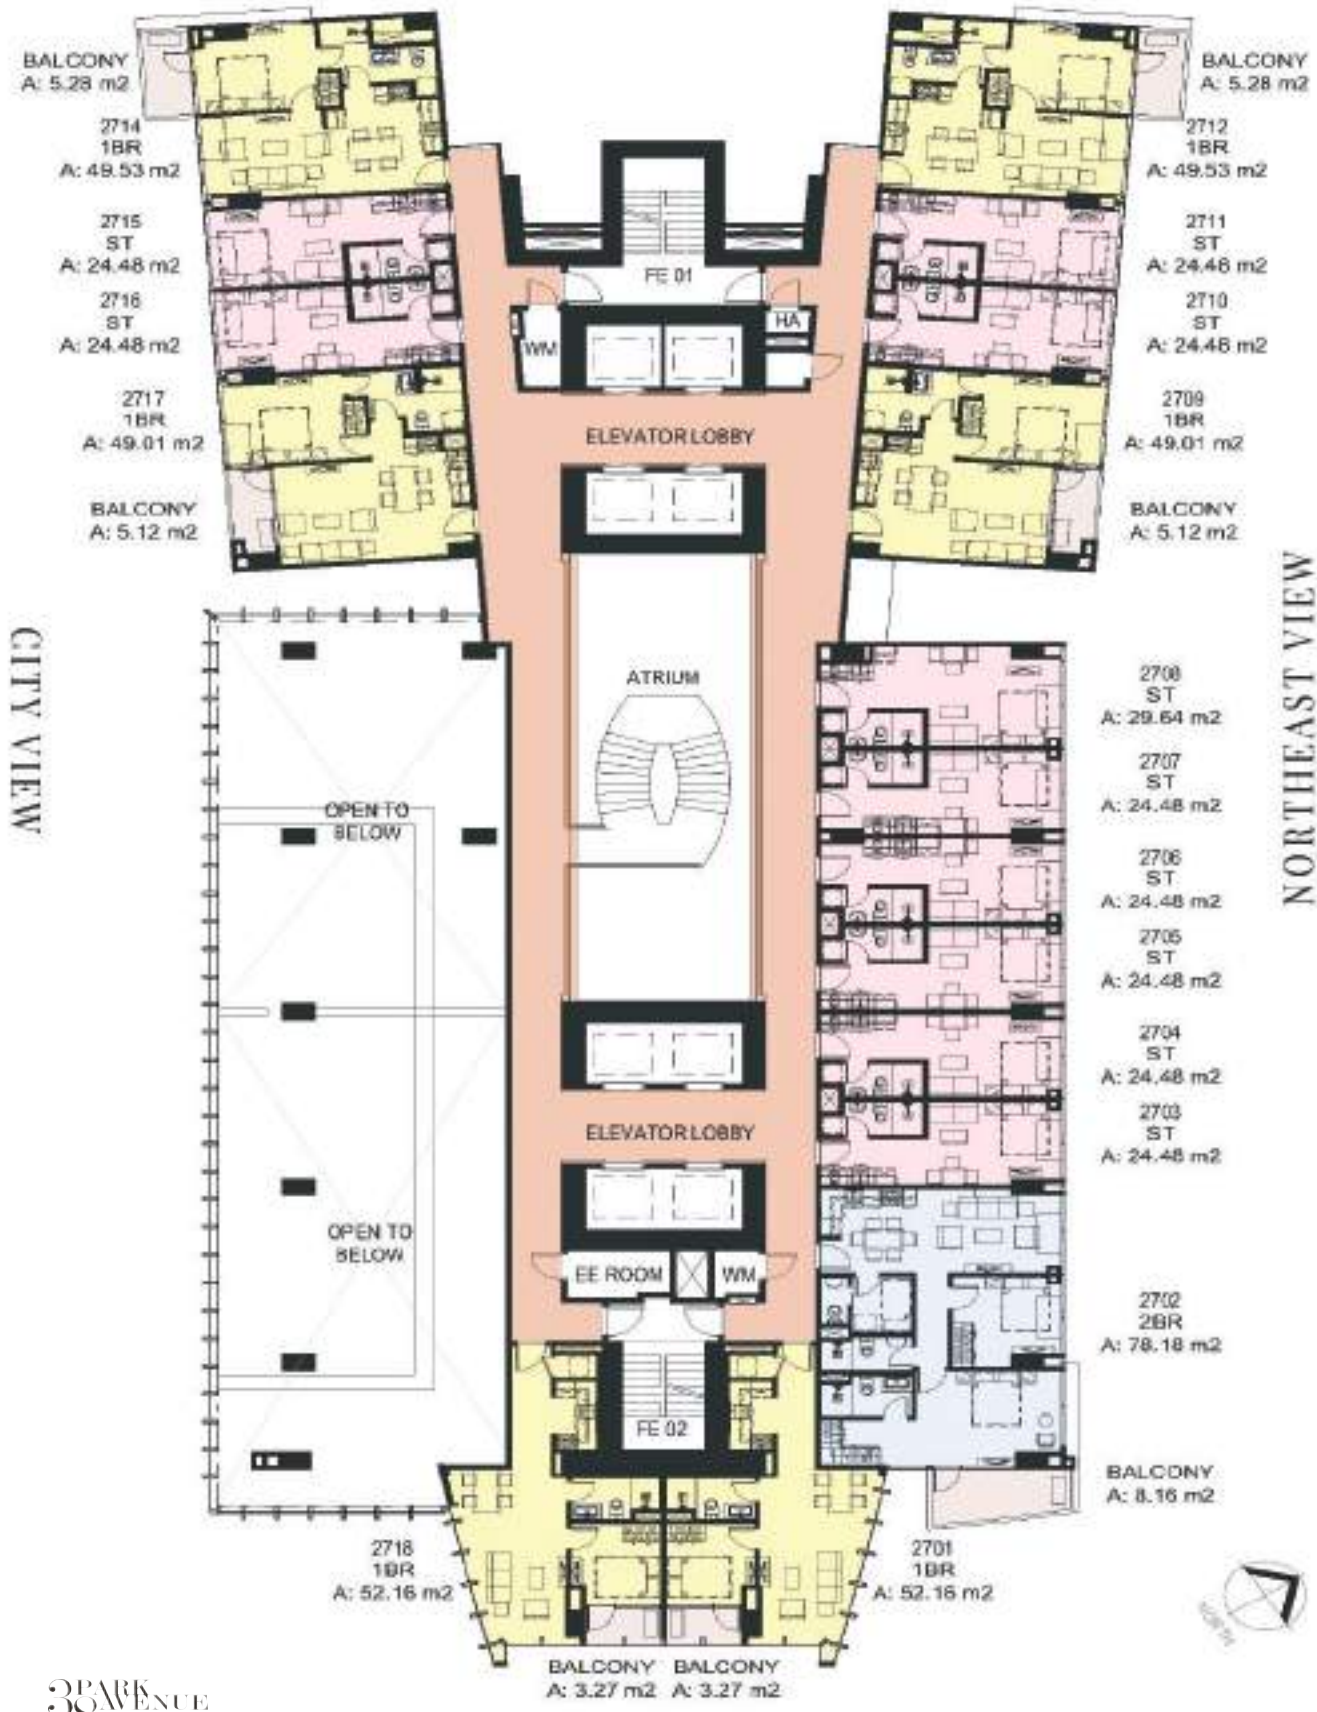 BALCONY
A: 5.28 m2
2714
1BR
A: 49.53 m2
2715
ST
A: 24.48 m2
2716
ST
A: 24.48 m2
2717
1BR
A: 49.01 m2
BALCONY
A: 5.12 m2
CITY VIEW
FE 01
WM
HA
ELEVATOR LOBBY
ATRIUM
OPEN TO
BELOW
ELEVATOR LOBBY
OPEN TO
BELOW
EE ROOM
WM
FE 02
BALCONY
A: 5.28 m2
2712
1BR
A: 49.53 m2
2711
ST
A: 24.48 m2
2710
ST
A: 24.48 m2
2709
1BR
A: 49.01 m2
BALCONY
A: 5.12 m2
NORTHEAST VIEW
2708
ST
A: 29.64 m2
2707
ST
A: 24.48 m2
2706
ST
A: 24.48 m2
2705
ST
A: 24.48 m2
2704
ST
A: 24.48 m2
2703
ST
A: 24.48 m2
2702
2BR
A: 78.18 m2
BALCONY
A: 8.16 m2
2718
1BR
A: 52.16 m2
2701
1BR
A: 52.16 m2
BALCONY
A: 3.27 m2
BALCONY
A: 3.27 m2
NORTH
38 PARK
AVENUE